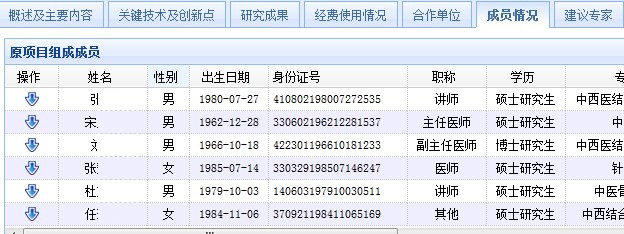 概述及主要内容 关键技术及创新点 研究成果 经费使用情况 合作单位 成员情况 建议专家
原项目组成成员
操作 姓名 性别 出生日期 身份证号 职称 学历
男 1980-07-27 410802198007272535 讲师 硕士研究生 中西医结
宋 男 1962-12-28 330602196212281537 主任医师 硕士研究生 中
男 1966-10-18 422301196610181233 副主任医师 博士研究生 中西医结
张 女 1985-07-14 330329198507146247 医师 硕士研究生 针
杜 男 1979-10-03 140603197910030511 讲师 硕士研究生 中医
任 女 1984-11-06 370921198411065169 其他 硕士研究生 中西结合